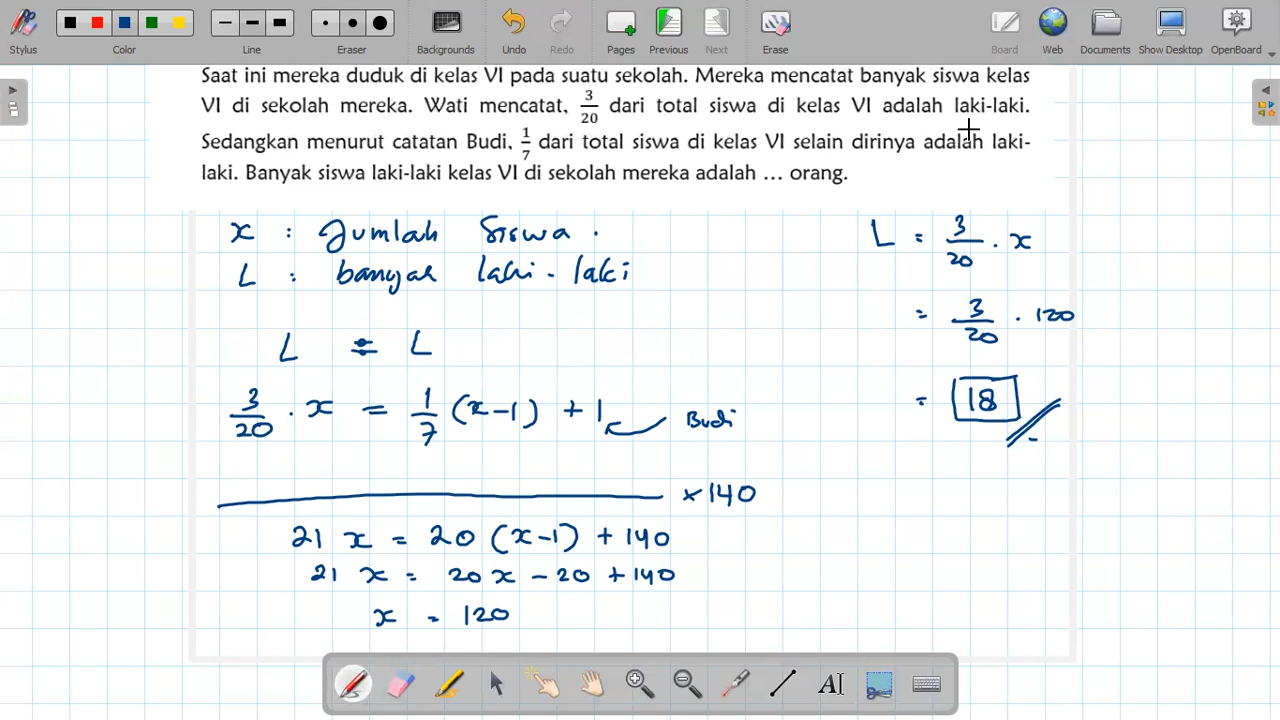 Stylus Color Line Eraser Backgrounds Undo Redo Pages Previous Next Erase Board Web Documents Show Desktop OpenBoard
Saat ini mereka duduk di kelas VI pada suatu sekolah. Mereka mencatat banyak siswa kelas
VI di sekolah mereka. Wati mencatat, 3/20 dari total siswa di kelas VI adalah laki-laki.
Sedangkan menurut catatan Budi, 1/7 dari total siswa di kelas VI selain dirinya adalah laki-
laki. Banyak siswa laki-laki kelas VI di sekolah mereka adalah ... orang.
x : Jumlah Siswa.
L : banyak laki-laki
L = L
3/20 . x = 1/7 (x-1) + 1 Budi
x 140
21 x = 20 (x-1) + 140
21 x = 20x - 20 + 140
x = 120
L = 3/20 . x
= 3/20 . 120
= 18
AI